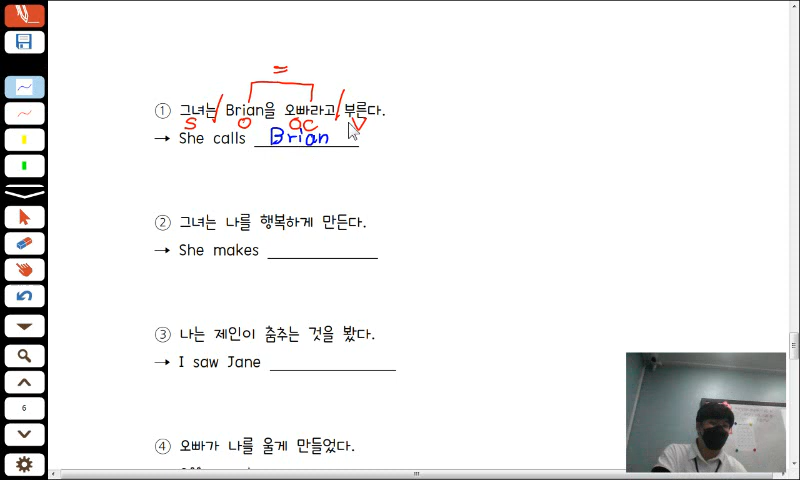 =
① 그녀는 / Brian을 오빠라고 / 부른다.
S O OC V
→ She calls Brian
② 그녀는 나를 행복하게 만든다.
→ She makes
③ 나는 제인이 춤추는 것을 봤다.
→ I saw Jane
④ 오빠가 나를 울게 만들었다.
6